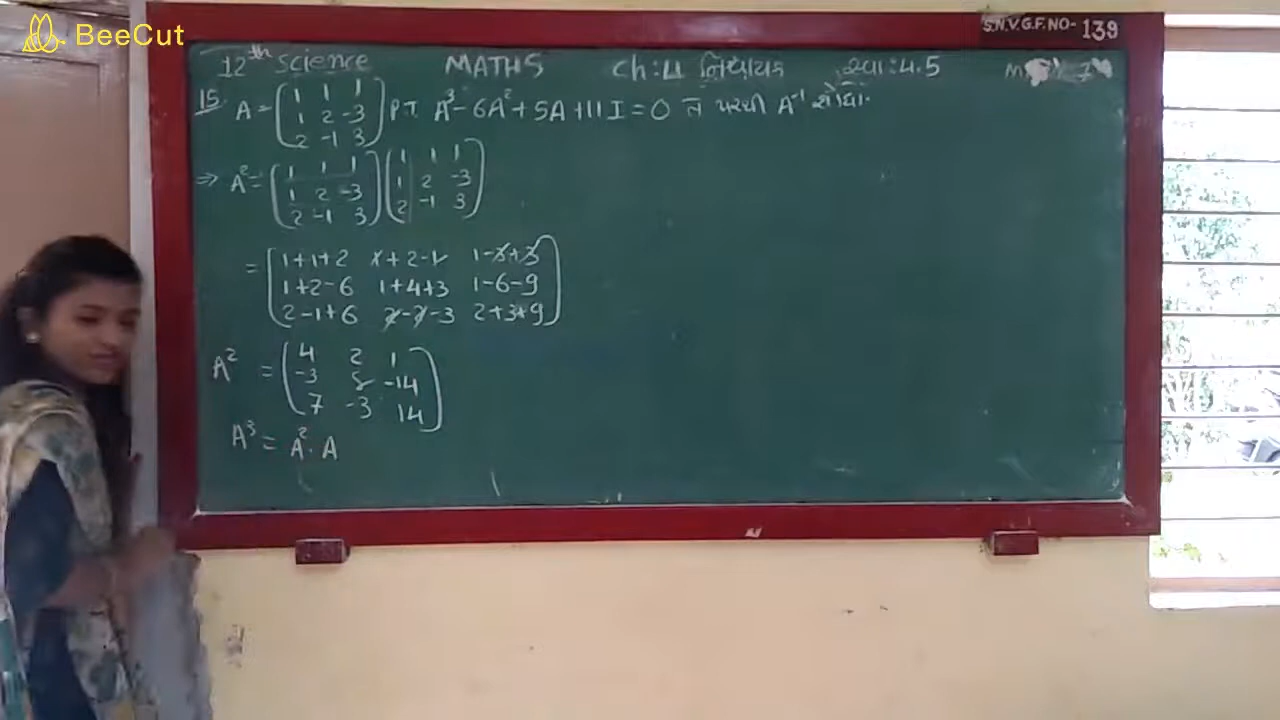 BeeCut
S.N.V.G.F.NO- 139
12th Science MATHS Ch:4 નિશ્ચાયક સ્વા:4.5
15. A = [1 1 1; 1 2 -3; 2 -1 3] P.T. A³ - 6A² + 5A + 11I = 0 ને પરથી A⁻¹ શોધો.
⇒ A² = [1 1 1; 1 2 -3; 2 -1 3] [1 1 1; 1 2 -3; 2 -1 3]
= [1+1+2 1+2-1 1-3+3; 1+2-6 1+4+3 1-6-9; 2-1+6 2-2-3 2+3+9]
A² = [4 2 1; -3 8 -14; 7 -3 14]
A³ = A² · A